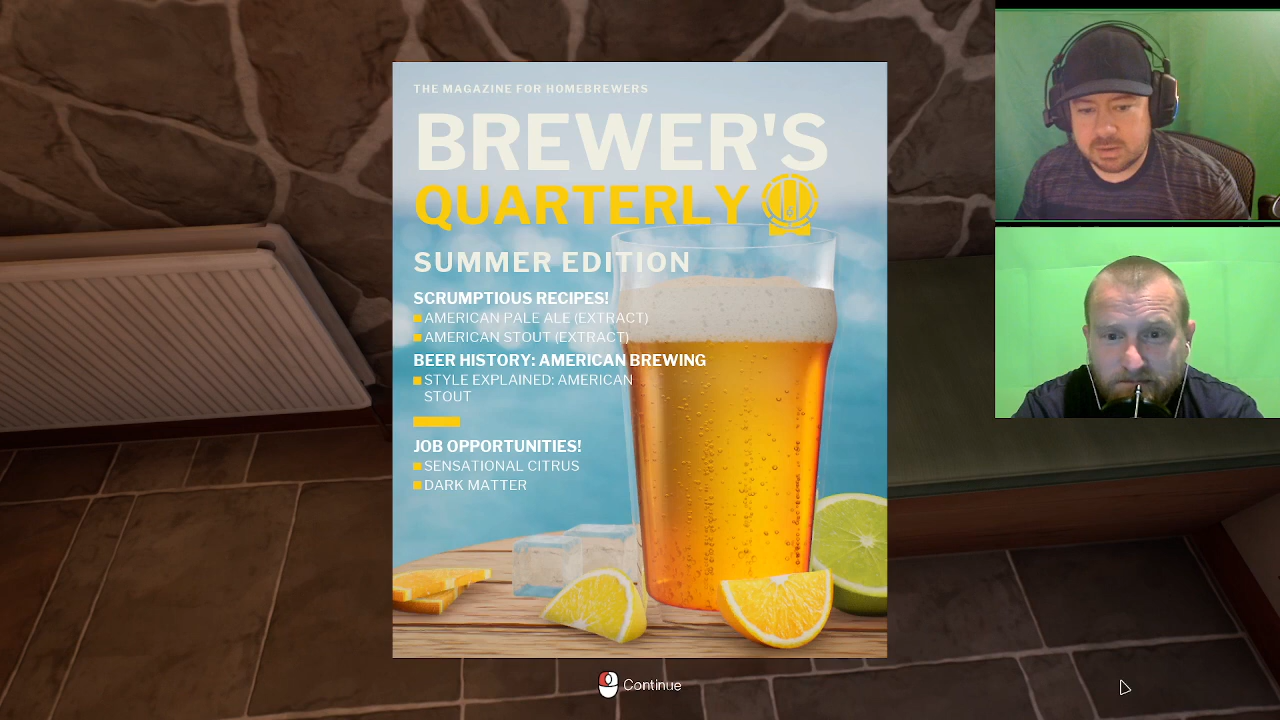 THE MAGAZINE FOR HOMEBREWERS
BREWER'S
QUARTERLY
SUMMER EDITION
SCRUMPTIOUS RECIPES!
AMERICAN PALE ALE (EXTRACT)
AMERICAN STOUT (EXTRACT)
BEER HISTORY: AMERICAN BREWING
STYLE EXPLAINED: AMERICAN
STOUT
JOB OPPORTUNITIES!
SENSATIONAL CITRUS
DARK MATTER
Continue